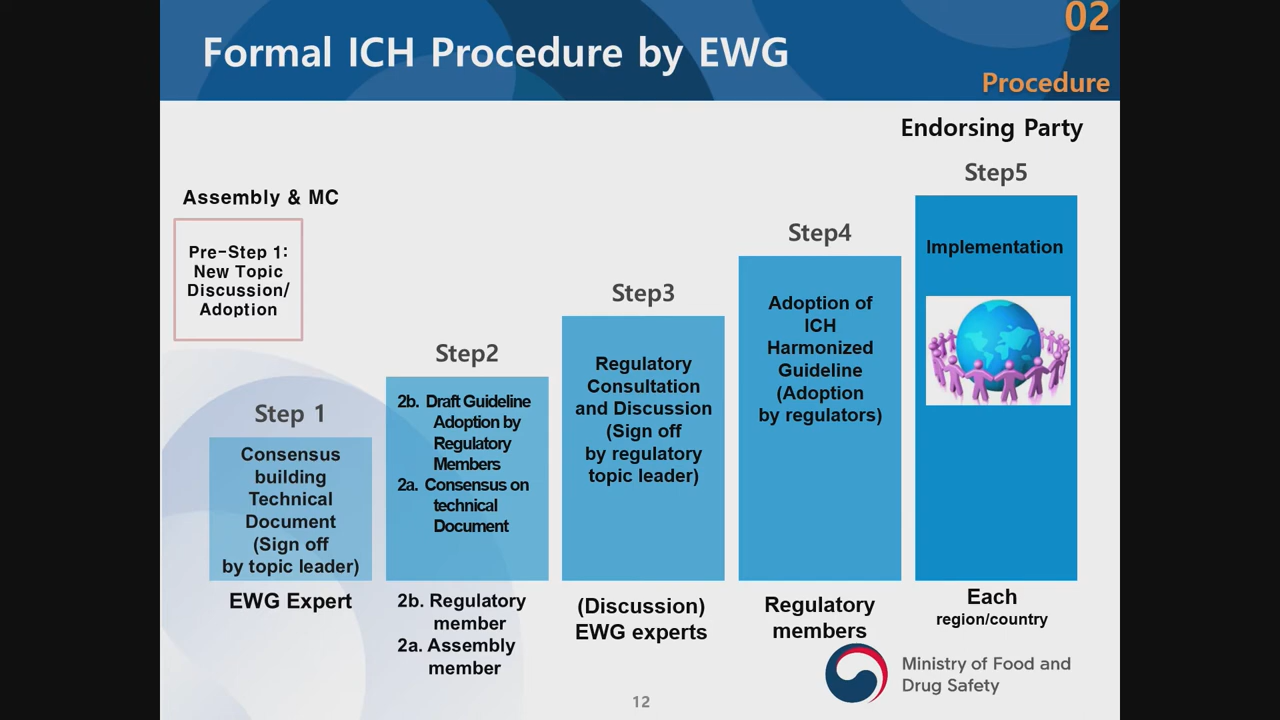 02
Formal ICH Procedure by EWG
Procedure
Endorsing Party
Assembly & MC
Pre-Step 1:
New Topic
Discussion/
Adoption
Step 1
Consensus
building
Technical
Document
(Sign off
by topic leader)
EWG Expert
Step2
2b. Draft Guideline
Adoption by
Regulatory
Members
2a. Consensus on
technical
Document
2b. Regulatory
member
2a. Assembly
member
Step3
Regulatory
Consultation
and Discussion
(Sign off
by regulatory
topic leader)
(Discussion)
EWG experts
Step4
Adoption of
ICH
Harmonized
Guideline
(Adoption
by regulators)
Regulatory
members
Step5
Implementation
Each
region/country
Ministry of Food and
Drug Safety
12